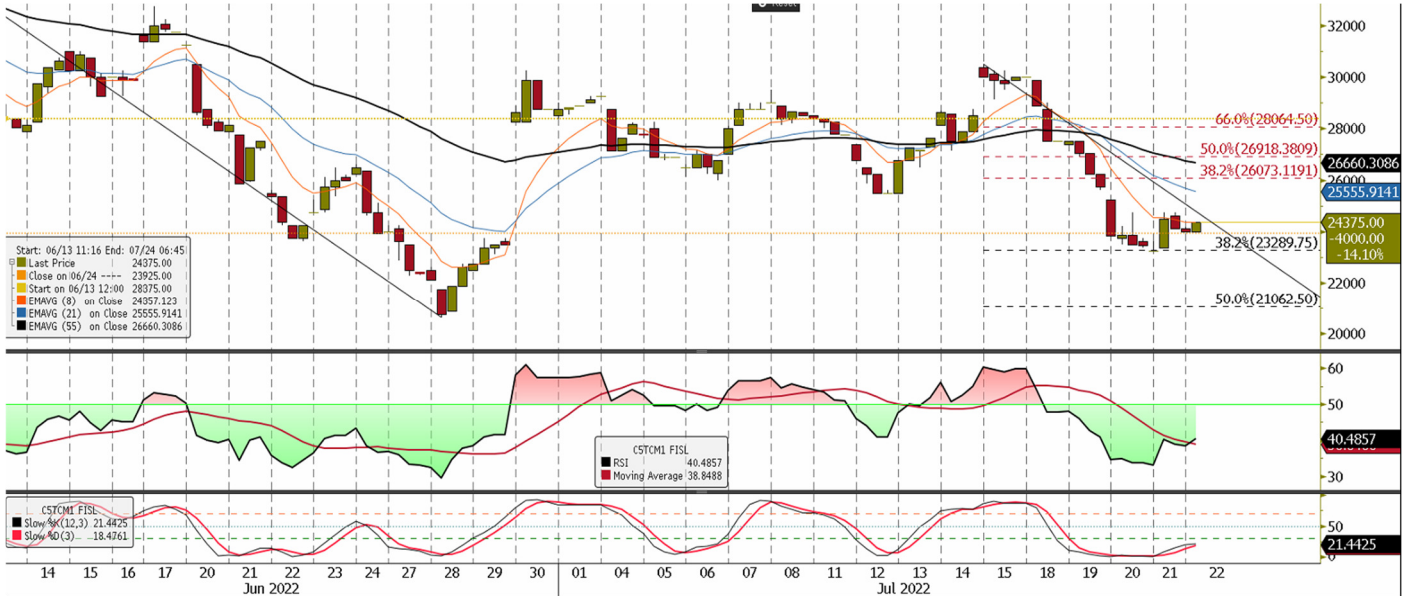 Reset
32000
30000
28000
26000
22000
20000
66.0%(28064.50)
50.0%(26918.3809)
38.2%(26073.1191)
38.2%(23289.75)
50.0%(21062.50)
26660.3086
25555.9141
24375.00
-4000.00
-14.10%
Start: 06/13 11:16 End: 07/24 06:45
Last Price 24375.00
Close on 06/24 ---- 23925.00
Start on 06/13 12:00 28375.00
EMAVG (8) on Close 24357.123
EMAVG (21) on Close 25555.9141
EMAVG (55) on Close 26660.3086
60
50
30
40.4857
C5TCM1 FISL
RSI 40.4857
Moving Average 38.8488
C5TCM1 FISL
Slow %K(12,3) 21.4425
Slow %D(3) 18.4761
50
21.4425
0
14 15 16 17 20 21 22 23 24 27 28 29 30 01 04 05 06 07 08 11 12 13 14 15 18 19 20 21 22
Jun 2022 Jul 2022